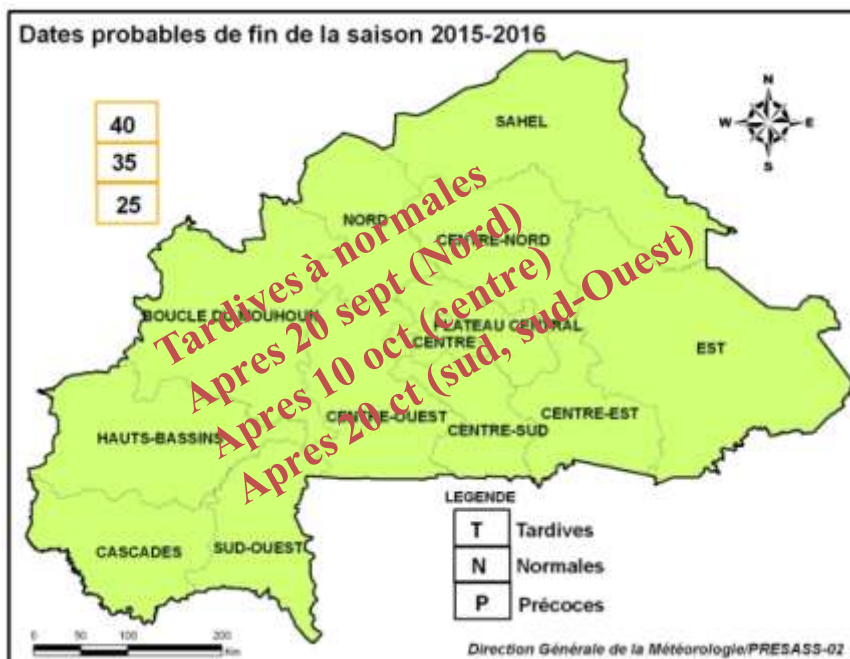 Dates probables de fin de la saison 2015-2016
40
35
25
N
W E
S
SAHEL
NORD
CENTRE-NORD
BOUCLE DU MOUHOUN
PLATEAU CENTRAL
CENTRE
EST
HAUTS-BASSINS
CENTRE-OUEST
CENTRE-SUD
CENTRE-EST
CASCADES
SUD-OUEST
Tardives à normales
Apres 20 sept (Nord)
Apres 10 oct (centre)
Apres 20 ct (sud, sud-Ouest)
LEGENDE
T Tardives
N Normales
P Précoces
0 50 100 200
Km
Direction Générale de la Météorologie/PRESASS-02